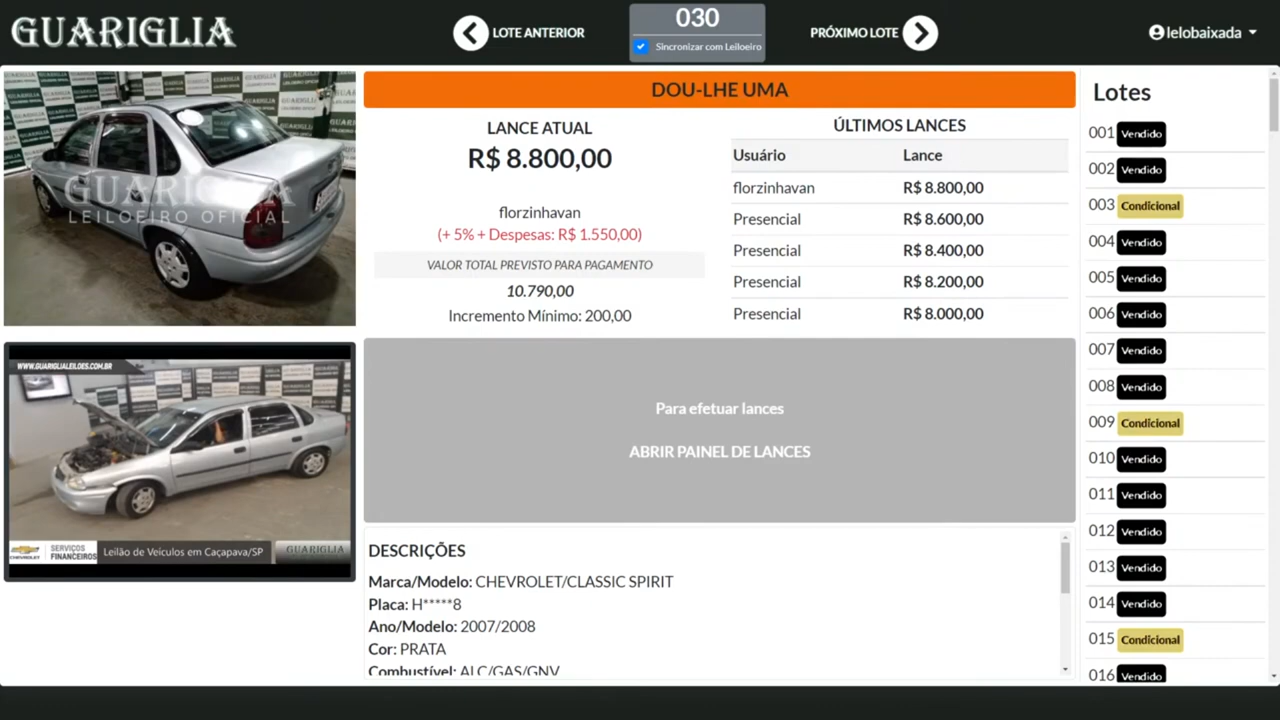 GUARIGLIA
LOTE ANTERIOR
030
Sincronizar com Leiloeiro
PRÓXIMO LOTE
lelobaixada
GUARIGLIA
LEILOEIRO OFICIAL
DOU-LHE UMA
LANCE ATUAL
R$ 8.800,00
florzinhavan
(+ 5% + Despesas: R$ 1.550,00)
VALOR TOTAL PREVISTO PARA PAGAMENTO
10.790,00
Incremento Mínimo: 200,00
ÚLTIMOS LANCES
Usuário Lance
florzinhavan R$ 8.800,00
Presencial R$ 8.600,00
Presencial R$ 8.400,00
Presencial R$ 8.200,00
Presencial R$ 8.000,00
Para efetuar lances
ABRIR PAINEL DE LANCES
WWW.GUARIGLIALEILOES.COM.BR
CHEVROLET
SERVIÇOS
FINANCEIROS
Leilão de Veículos em Caçapava/SP
GUARIGLIA
DESCRIÇÕES
Marca/Modelo: CHEVROLET/CLASSIC SPIRIT
Placa: H*****8
Ano/Modelo: 2007/2008
Cor: PRATA
Combustível: ALC/GAS/GNV
Lotes
001 Vendido
002 Vendido
003 Condicional
004 Vendido
005 Vendido
006 Vendido
007 Vendido
008 Vendido
009 Condicional
010 Vendido
011 Vendido
012 Vendido
013 Vendido
014 Vendido
015 Condicional
016 Vendido